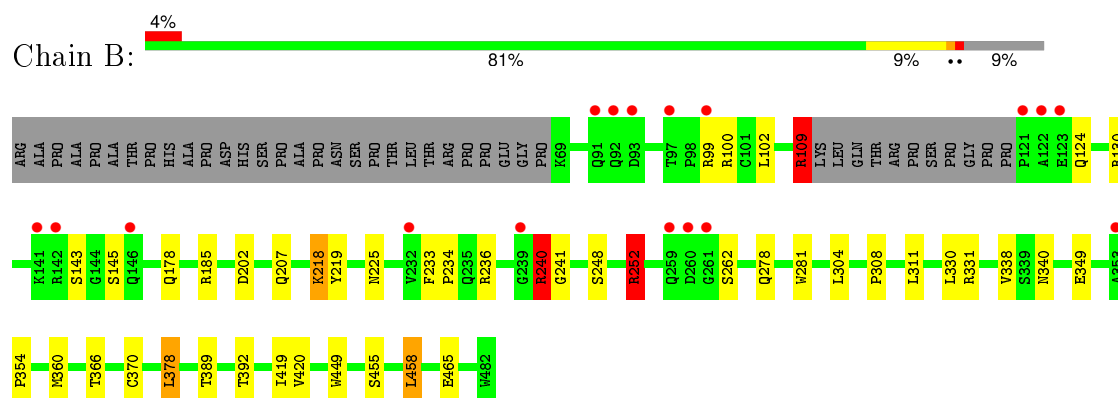 4%
Chain B:
81% 9% •• 9%
ARG ALA PRO ALA PRO ALA THR PRO HIS ALA PRO ASP HIS SER PRO ALA PRO ASN SER PRO THR LEU THR ARG PRO PRO GLU GLY PRO K69 Q91 Q92 D93 T97 P98 R99 R100 C101 L102 R109 LYS LEU GLN THR ARG PRO SER PRO GLY PRO PRO P121 A122 E123 Q124 R130
K141 R142 S143 G144 S145 Q146 Q178 R185 D202 Q207 K218 Y219 N225 V232 F233 P234 Q235 R236 G239 R240 G241 S248 R252 Q259 D260 G261 S262 Q278 W281 L304 P308 L311 L330 R331 V338 S339 N340 E349 A353
P354 M360 T366 C370 L378 T389 T392 I419 V420 W449 S455 L458 E465 W482